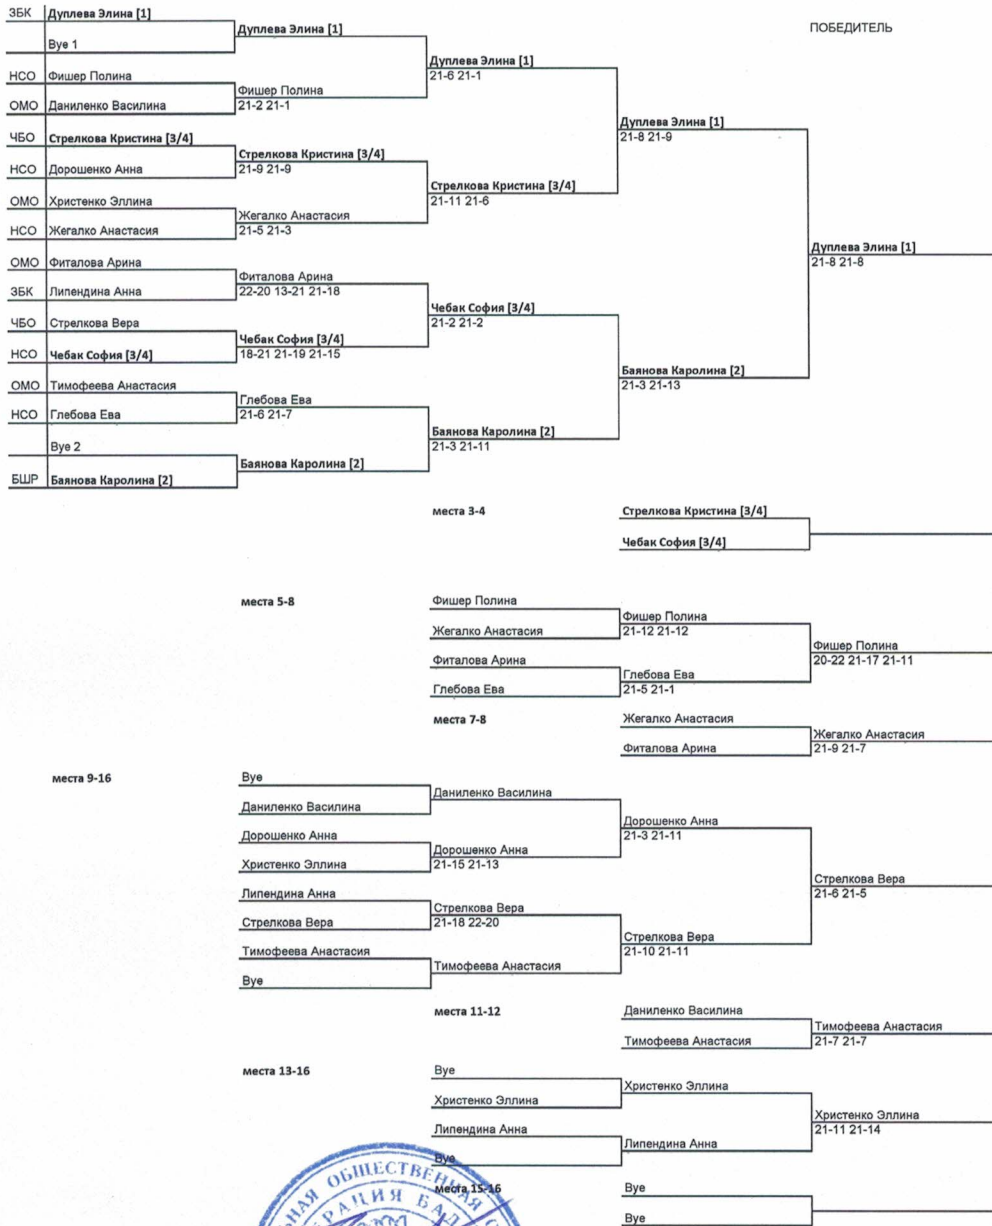 ПОБЕДИТЕЛЬ
ЗБК Дуплева Элина [1]
Bye 1
НСО Фишер Полина
ОМО Даниленко Василина
ЧБО Стрелкова Кристина [3/4]
НСО Дорошенко Анна
ОМО Христенко Эллина
НСО Жегалко Анастасия
ОМО Фиталова Арина
ЗБК Липендина Анна
ЧБО Стрелкова Вера
НСО Чебак София [3/4]
ОМО Тимофеева Анастасия
НСО Глебова Ева
Bye 2
БШР Баянова Каролина [2]
Дуплева Элина [1]
Фишер Полина
21-2 21-1
Стрелкова Кристина [3/4]
21-9 21-9
Жегалко Анастасия
21-5 21-3
Фиталова Арина
22-20 13-21 21-18
Чебак София [3/4]
18-21 21-19 21-15
Глебова Ева
21-6 21-7
Баянова Каролина [2]
Дуплева Элина [1]
21-6 21-1
Стрелкова Кристина [3/4]
21-11 21-6
Чебак София [3/4]
21-2 21-2
Баянова Каролина [2]
21-3 21-11
Дуплева Элина [1]
21-8 21-9
Баянова Каролина [2]
21-3 21-13
Дуплева Элина [1]
21-8 21-8
места 3-4
Стрелкова Кристина [3/4]
Чебак София [3/4]
места 5-8
Фишер Полина
Жегалко Анастасия
Фиталова Арина
Глебова Ева
Фишер Полина
21-12 21-12
Глебова Ева
21-5 21-1
Фишер Полина
20-22 21-17 21-11
места 7-8
Жегалко Анастасия
Фиталова Арина
Жегалко Анастасия
21-9 21-7
места 9-16
Bye
Даниленко Василина
Дорошенко Анна
Христенко Эллина
Липендина Анна
Стрелкова Вера
Тимофеева Анастасия
Bye
Даниленко Василина
Дорошенко Анна
21-15 21-13
Стрелкова Вера
21-18 22-20
Тимофеева Анастасия
Дорошенко Анна
21-3 21-11
Стрелкова Вера
21-10 21-11
Стрелкова Вера
21-6 21-5
места 11-12
Даниленко Василина
Тимофеева Анастасия
Тимофеева Анастасия
21-7 21-7
места 13-16
Bye
Христенко Эллина
Липендина Анна
Bye
Христенко Эллина
Липендина Анна
Христенко Эллина
21-11 21-14
места 15-16
Bye
Bye